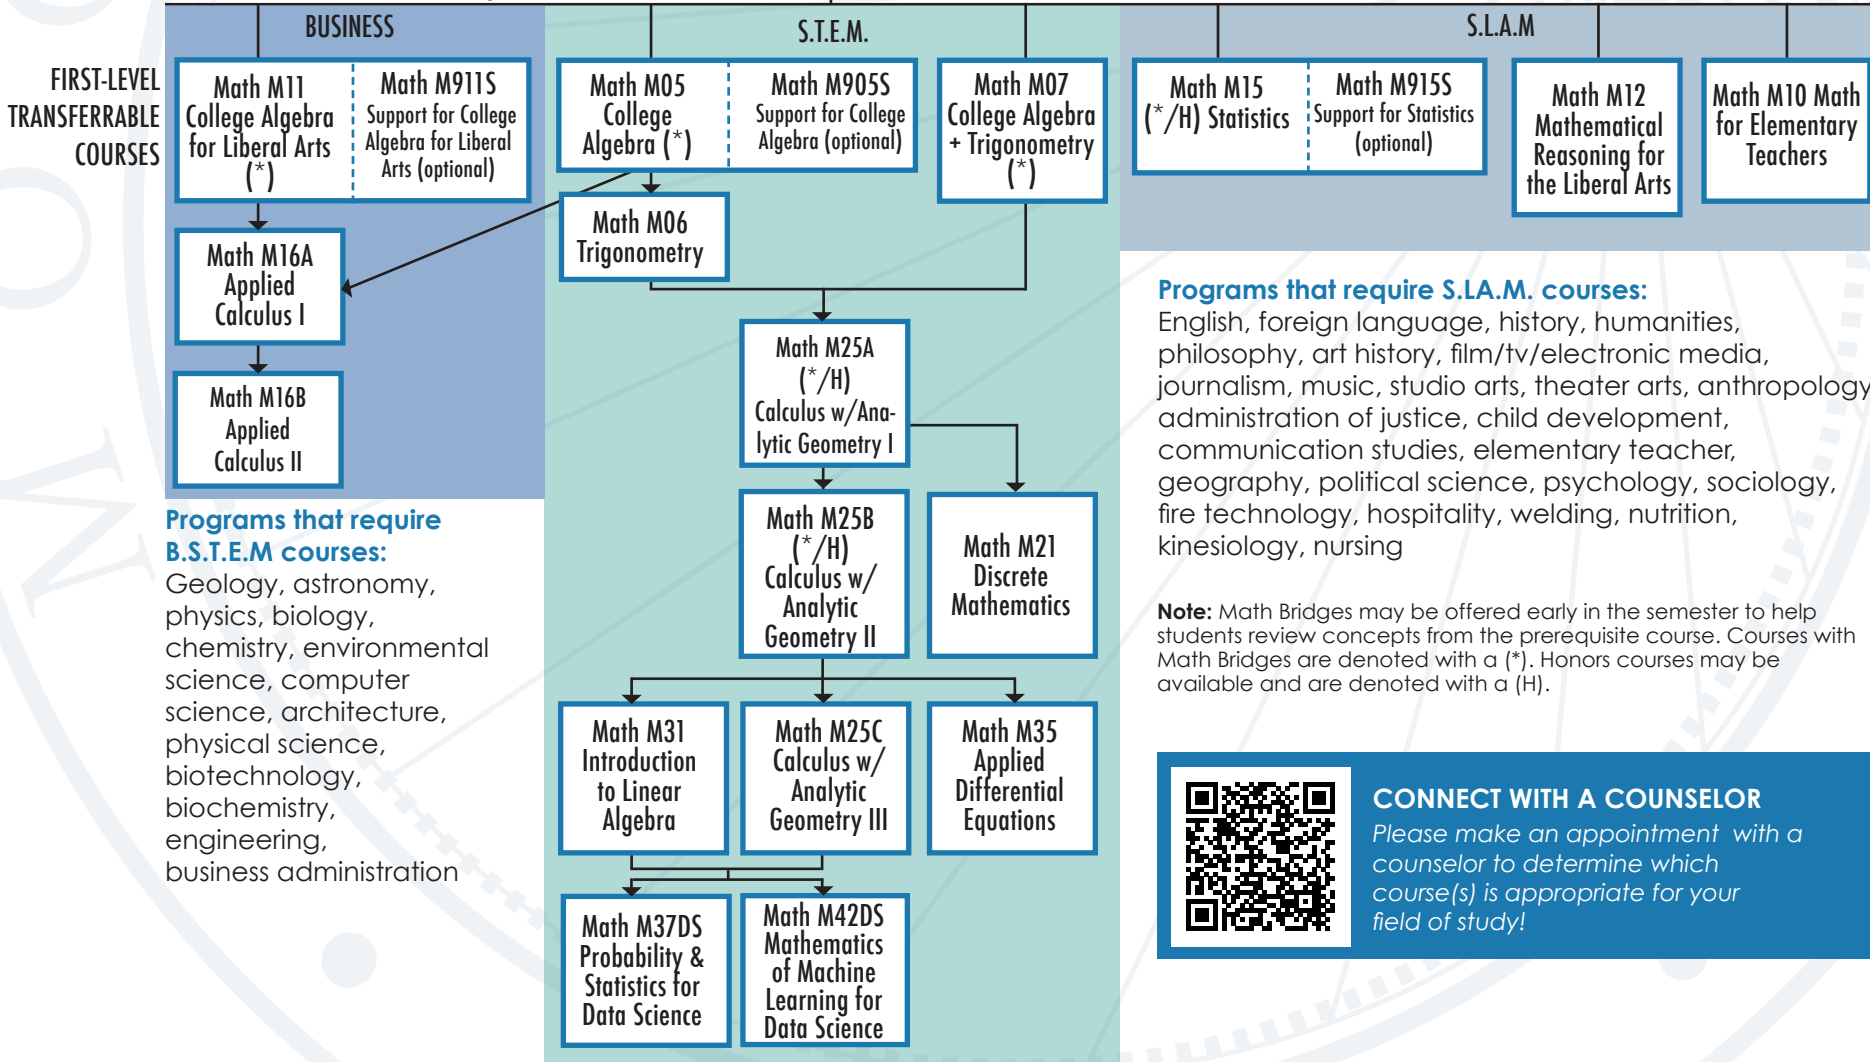 BUSINESS
S.T.E.M.
S.L.A.M
FIRST-LEVEL
TRANSFERRABLE
COURSES
Math M11
College Algebra
for Liberal Arts
(*)
Math M911S
Support for College
Algebra for Liberal
Arts (optional)
Math M05
College
Algebra (*)
Math M905S
Support for College
Algebra (optional)
Math M07
College Algebra
+ Trigonometry
(*)
Math M15
(*/H) Statistics
Math M915S
Support for Statistics
(optional)
Math M12
Mathematical
Reasoning for
the Liberal Arts
Math M10 Math
for Elementary
Teachers
Math M16A
Applied
Calculus I
Math M06
Trigonometry
Math M16B
Applied
Calculus II
Math M25A
(*/H)
Calculus w/Ana-
lytic Geometry I
Math M25B
(*/H)
Calculus w/
Analytic
Geometry II
Math M21
Discrete
Mathematics
Math M31
Introduction
to Linear
Algebra
Math M25C
Calculus w/
Analytic
Geometry III
Math M35
Applied
Differential
Equations
Math M37DS
Probability &
Statistics for
Data Science
Math M42DS
Mathematics
of Machine
Learning for
Data Science
Programs that require
B.S.T.E.M courses:
Geology, astronomy,
physics, biology,
chemistry, environmental
science, computer
science, architecture,
physical science,
biotechnology,
biochemistry,
engineering,
business administration
Programs that require S.LA.M. courses:
English, foreign language, history, humanities,
philosophy, art history, film/tv/electronic media,
journalism, music, studio arts, theater arts, anthropology
administration of justice, child development,
communication studies, elementary teacher,
geography, political science, psychology, sociology,
fire technology, hospitality, welding, nutrition,
kinesiology, nursing
Note: Math Bridges may be offered early in the semester to help
students review concepts from the prerequisite course. Courses with
Math Bridges are denoted with a (*). Honors courses may be
available and are denoted with a (H).
CONNECT WITH A COUNSELOR
Please make an appointment with a
counselor to determine which
course(s) is appropriate for your
field of study!